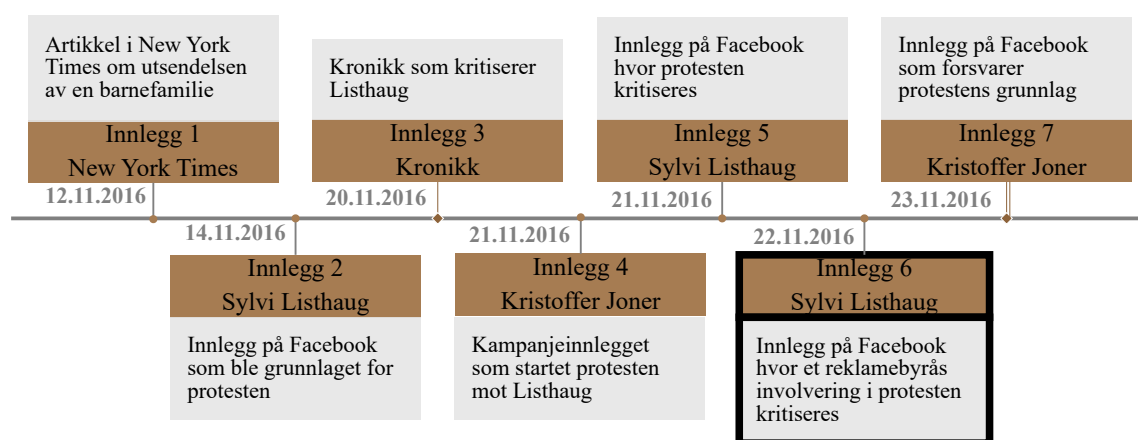 Artikkel i New York
Times om utsendelsen
av en barnefamilie
Innlegg 1
New York Times
12.11.2016
14.11.2016
Innlegg 2
Sylvi Listhaug
Innlegg på Facebook
som ble grunnlaget for
protesten
Kronikk som kritiserer
Listhaug
Innlegg 3
Kronikk
20.11.2016
21.11.2016
Innlegg 4
Kristoffer Joner
Kampanjeinnlegget
som startet protesten
mot Listhaug
Innlegg på Facebook
hvor protesten
kritiseres
Innlegg 5
Sylvi Listhaug
21.11.2016
22.11.2016
Innlegg 6
Sylvi Listhaug
Innlegg på Facebook
hvor et reklamebyrås
involvering i protesten
kritiseres
Innlegg på Facebook
som forsvarer
protestens grunnlag
Innlegg 7
Kristoffer Joner
23.11.2016